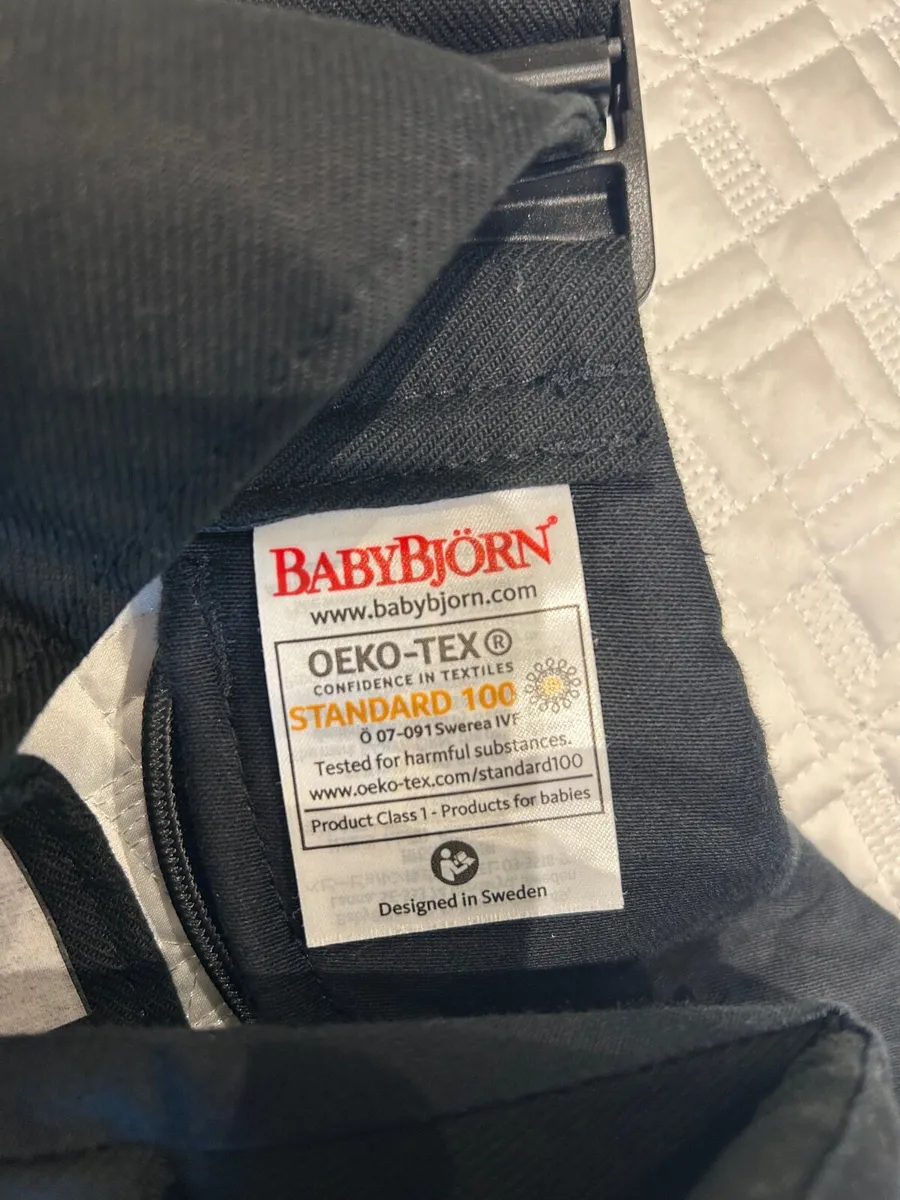 BABYBJÖRN®
www.babybjorn.com
OEKO-TEX®
CONFIDENCE IN TEXTILES
STANDARD 100
Ö 07-091 Swerea IVF
Tested for harmful substances.
www.oeko-tex.com/standard100
Product Class 1 - Products for babies
Designed in Sweden